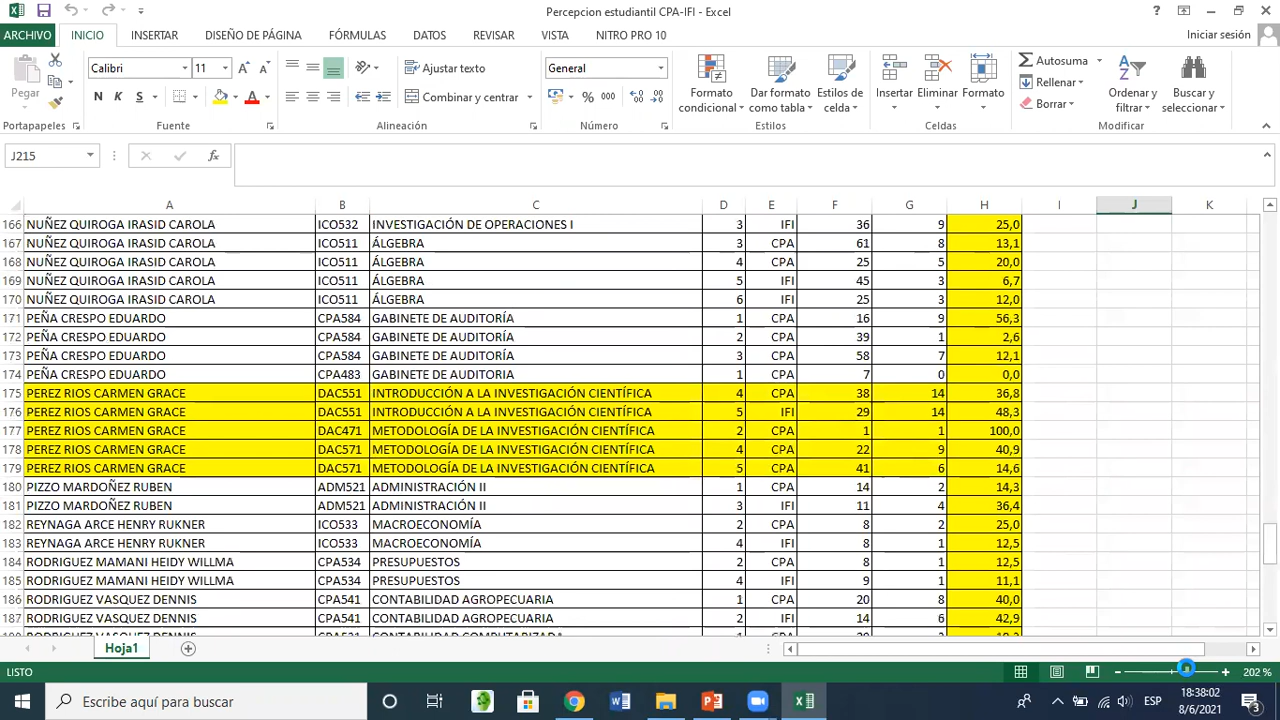 Percepcion estudiantil CPA-IFI - Excel
ARCHIVO INICIO INSERTAR DISEÑO DE PÁGINA FÓRMULAS DATOS REVISAR VISTA NITRO PRO 10 Iniciar sesión
Pegar Calibri 11 N K S Ajustar texto Combinar y centrar General % 000 Formato condicional Dar formato como tabla Estilos de celda Insertar Eliminar Formato Autosuma Rellenar Borrar Ordenar y filtrar Buscar y seleccionar
Portapapeles Fuente Alineación Número Estilos Celdas Modificar
J215
A B C D E F G H I J K
166 NUÑEZ QUIROGA IRASID CAROLA ICO532 INVESTIGACIÓN DE OPERACIONES I 3 IFI 36 9 25,0
167 NUÑEZ QUIROGA IRASID CAROLA ICO511 ÁLGEBRA 3 CPA 61 8 13,1
168 NUÑEZ QUIROGA IRASID CAROLA ICO511 ÁLGEBRA 4 CPA 25 5 20,0
169 NUÑEZ QUIROGA IRASID CAROLA ICO511 ÁLGEBRA 5 IFI 45 3 6,7
170 NUÑEZ QUIROGA IRASID CAROLA ICO511 ÁLGEBRA 6 IFI 25 3 12,0
171 PEÑA CRESPO EDUARDO CPA584 GABINETE DE AUDITORÍA 1 CPA 16 9 56,3
172 PEÑA CRESPO EDUARDO CPA584 GABINETE DE AUDITORÍA 2 CPA 39 1 2,6
173 PEÑA CRESPO EDUARDO CPA584 GABINETE DE AUDITORÍA 3 CPA 58 7 12,1
174 PEÑA CRESPO EDUARDO CPA483 GABINETE DE AUDITORIA 1 CPA 7 0 0,0
175 PEREZ RIOS CARMEN GRACE DAC551 INTRODUCCIÓN A LA INVESTIGACIÓN CIENTÍFICA 4 CPA 38 14 36,8
176 PEREZ RIOS CARMEN GRACE DAC551 INTRODUCCIÓN A LA INVESTIGACIÓN CIENTÍFICA 5 IFI 29 14 48,3
177 PEREZ RIOS CARMEN GRACE DAC471 METODOLOGÍA DE LA INVESTIGACIÓN CIENTÍFICA 2 CPA 1 1 100,0
178 PEREZ RIOS CARMEN GRACE DAC571 METODOLOGÍA DE LA INVESTIGACIÓN CIENTÍFICA 4 CPA 22 9 40,9
179 PEREZ RIOS CARMEN GRACE DAC571 METODOLOGÍA DE LA INVESTIGACIÓN CIENTÍFICA 5 CPA 41 6 14,6
180 PIZZO MARDOÑEZ RUBEN ADM521 ADMINISTRACIÓN II 1 CPA 14 2 14,3
181 PIZZO MARDOÑEZ RUBEN ADM521 ADMINISTRACIÓN II 3 IFI 11 4 36,4
182 REYNAGA ARCE HENRY RUKNER ICO533 MACROECONOMÍA 2 CPA 8 2 25,0
183 REYNAGA ARCE HENRY RUKNER ICO533 MACROECONOMÍA 4 IFI 8 1 12,5
184 RODRIGUEZ MAMANI HEIDY WILLMA CPA534 PRESUPUESTOS 2 CPA 8 1 12,5
185 RODRIGUEZ MAMANI HEIDY WILLMA CPA534 PRESUPUESTOS 4 IFI 9 1 11,1
186 RODRIGUEZ VASQUEZ DENNIS CPA541 CONTABILIDAD AGROPECUARIA 1 CPA 20 8 40,0
187 RODRIGUEZ VASQUEZ DENNIS CPA541 CONTABILIDAD AGROPECUARIA 2 IFI 14 6 42,9
Hoja1
LISTO 202 %
Escribe aquí para buscar ESP 18:38:02
8/6/2021 3